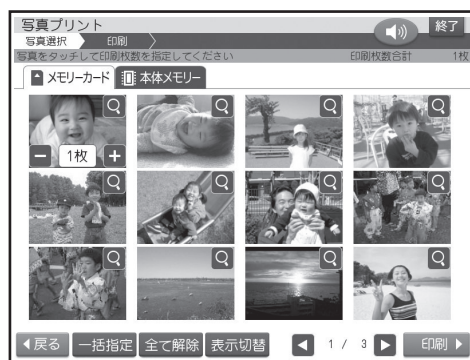 写真プリント
終了
写真選択 印刷
写真をタッチして印刷枚数を指定してください 印刷枚数合計 1枚
メモリーカード 本体メモリー
− 1枚 +
戻る 一括指定 全て解除 表示切替 1 / 3 印刷